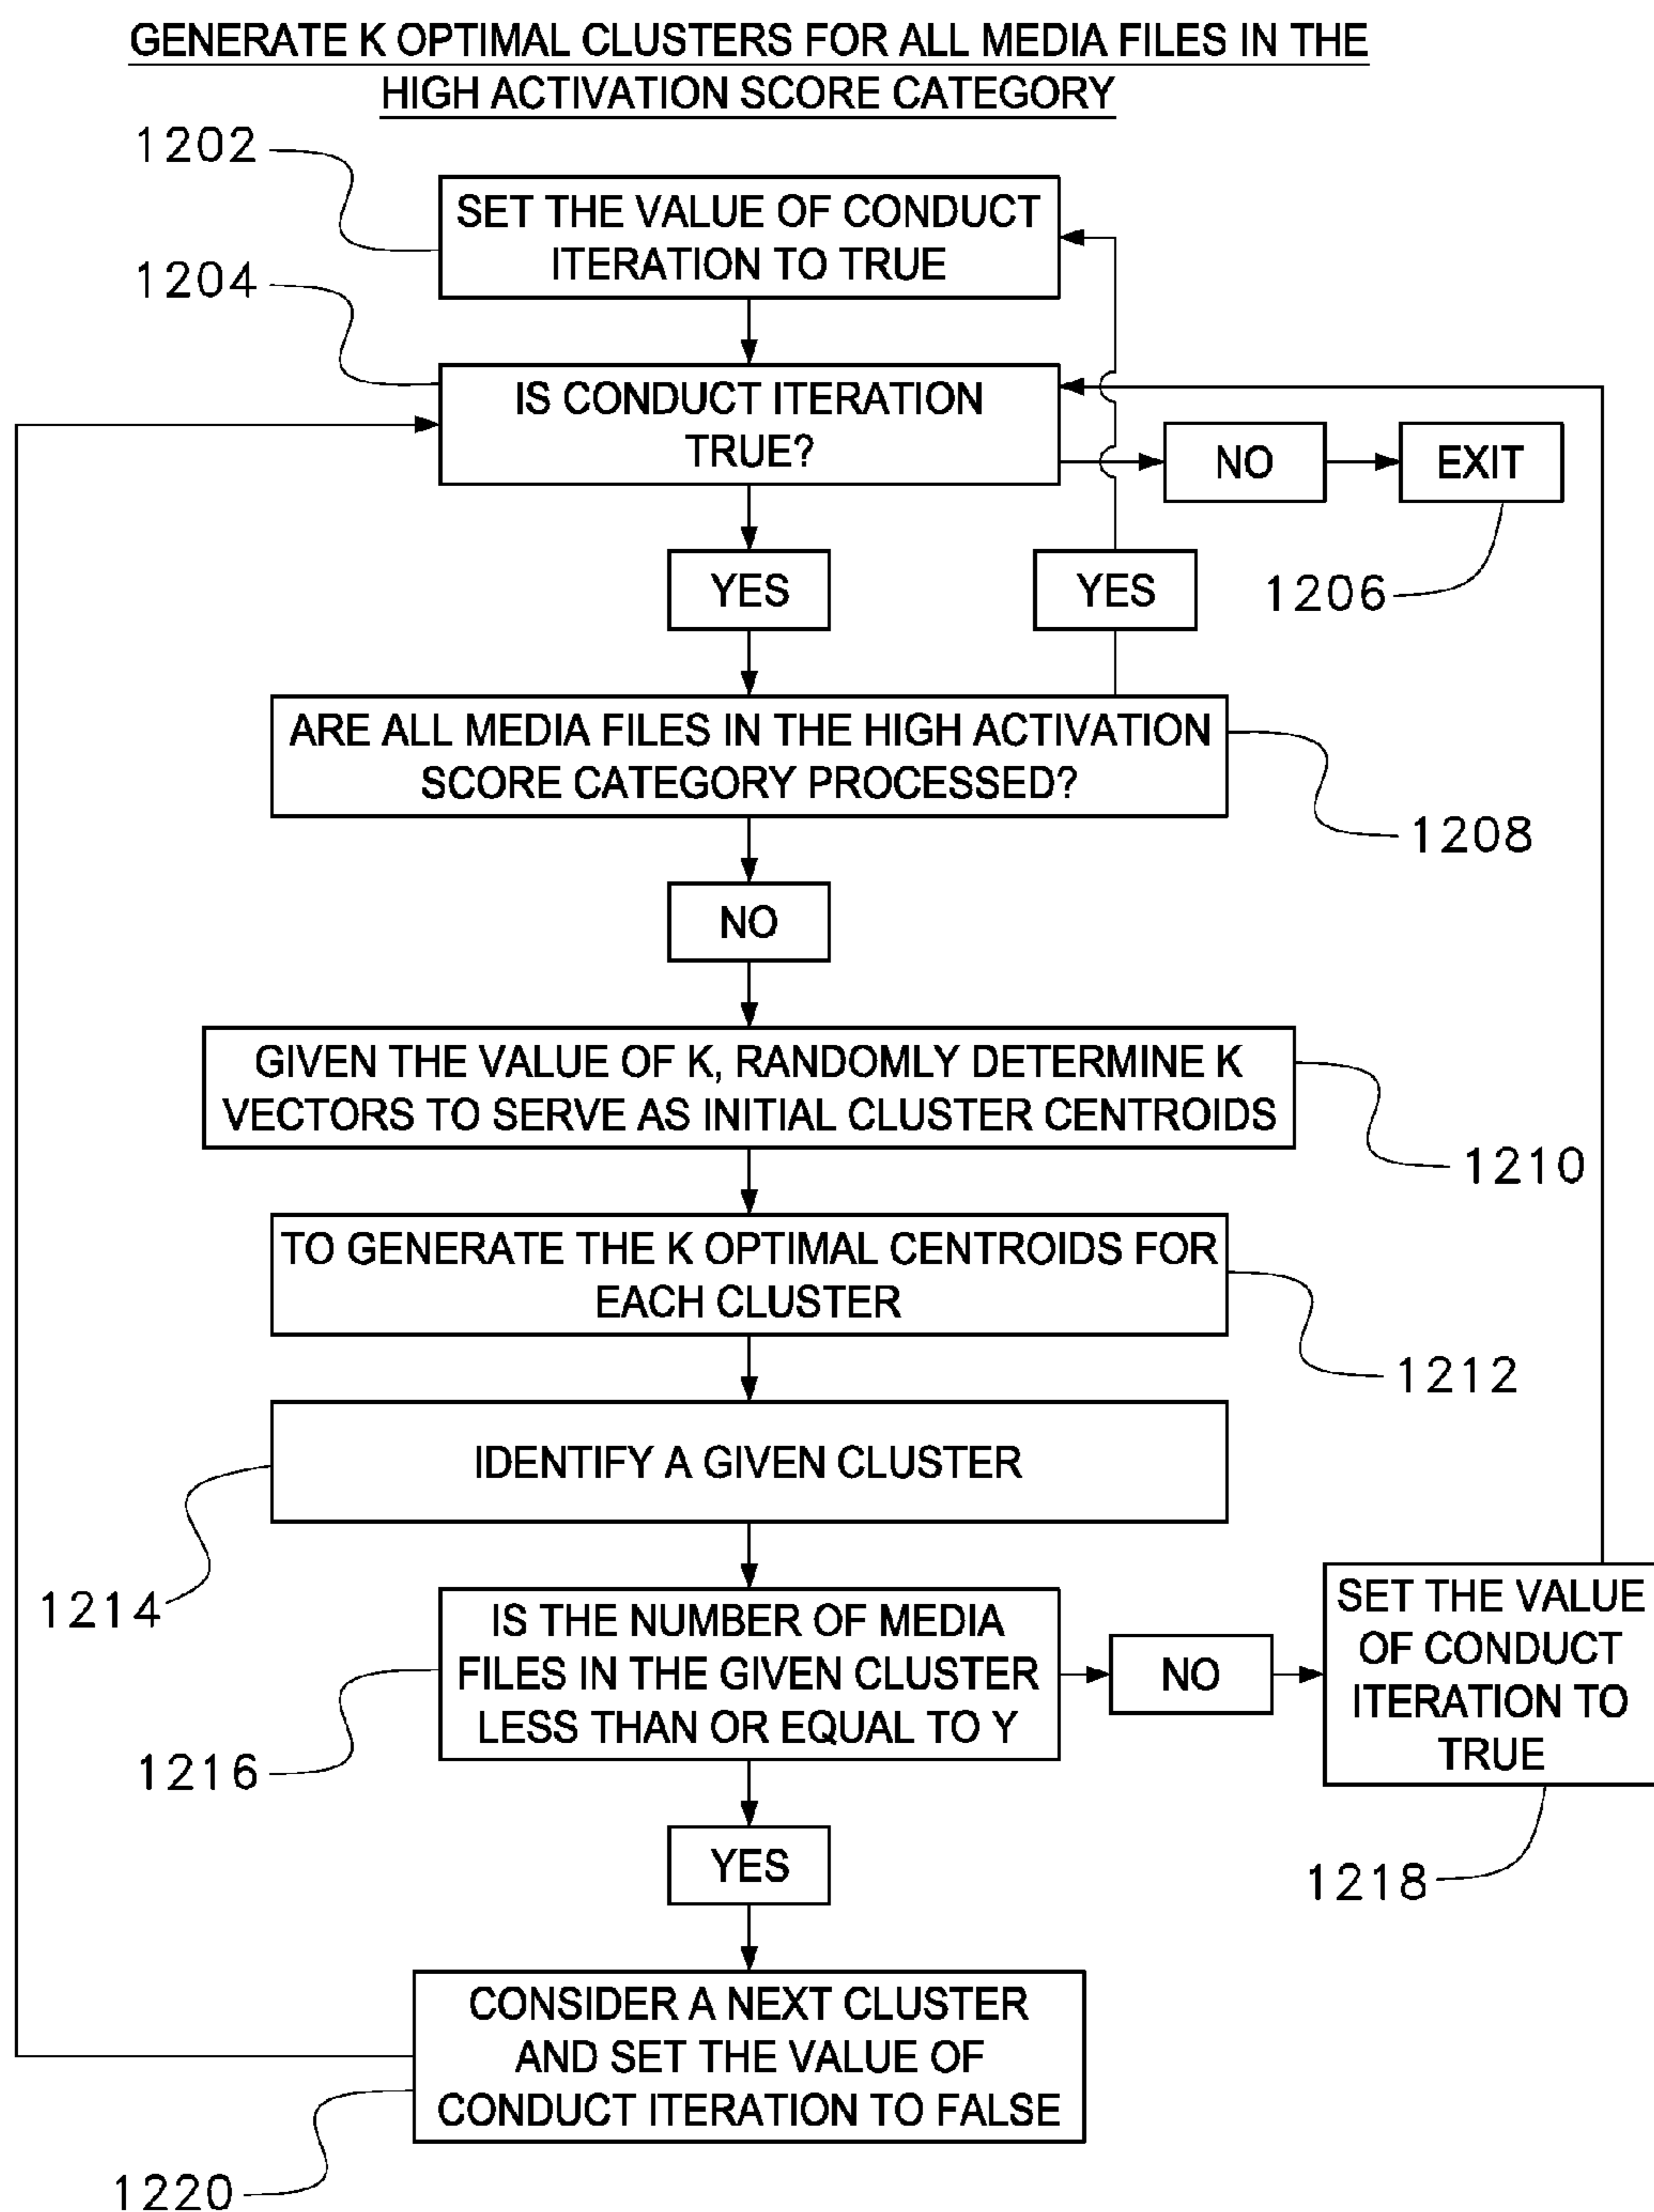 GENERATE K OPTIMAL CLUSTERS FOR ALL MEDIA FILES IN THE
HIGH ACTIVATION SCORE CATEGORY
1202
SET THE VALUE OF CONDUCT
ITERATION TO TRUE
1204
IS CONDUCT ITERATION
TRUE?
NO
EXIT
YES
YES
1206
ARE ALL MEDIA FILES IN THE HIGH ACTIVATION
SCORE CATEGORY PROCESSED?
1208
NO
GIVEN THE VALUE OF K, RANDOMLY DETERMINE K
VECTORS TO SERVE AS INITIAL CLUSTER CENTROIDS
1210
TO GENERATE THE K OPTIMAL CENTROIDS FOR
EACH CLUSTER
1212
IDENTIFY A GIVEN CLUSTER
1214
IS THE NUMBER OF MEDIA
FILES IN THE GIVEN CLUSTER
LESS THAN OR EQUAL TO Y
1216
NO
SET THE VALUE
OF CONDUCT
ITERATION TO
TRUE
1218
YES
CONSIDER A NEXT CLUSTER
AND SET THE VALUE OF
CONDUCT ITERATION TO FALSE
1220